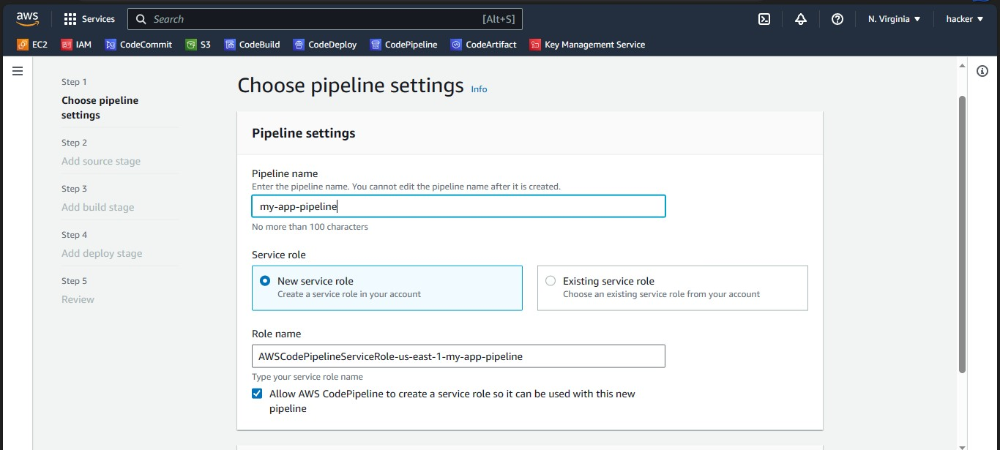 aws
Services
Search
[Alt+S]
N. Virginia
hacker
EC2
IAM
CodeCommit
S3
CodeBuild
CodeDeploy
CodePipeline
CodeArtifact
Key Management Service
Step 1
Choose pipeline
settings
Step 2
Add source stage
Step 3
Add build stage
Step 4
Add deploy stage
Step 5
Review
Choose pipeline settings Info
Pipeline settings
Pipeline name
Enter the pipeline name. You cannot edit the pipeline name after it is created.
my-app-pipeline
No more than 100 characters
Service role
New service role
Create a service role in your account
Existing service role
Choose an existing service role from your account
Role name
AWSCodePipelineServiceRole-us-east-1-my-app-pipeline
Type your service role name
Allow AWS CodePipeline to create a service role so it can be used with this new
pipeline